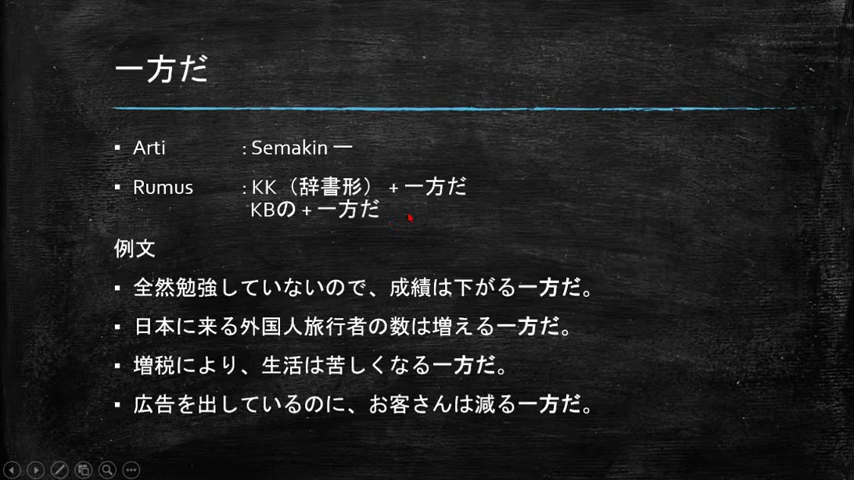 一方だ
▪ Arti : Semakin ー
▪ Rumus : KK（辞書形） + 一方だ
KBの + 一方だ
例文
▪ 全然勉強していないので、成績は下がる一方だ。
▪ 日本に来る外国人旅行者の数は増える一方だ。
▪ 増税により、生活は苦しくなる一方だ。
▪ 広告を出しているのに、お客さんは減る一方だ。